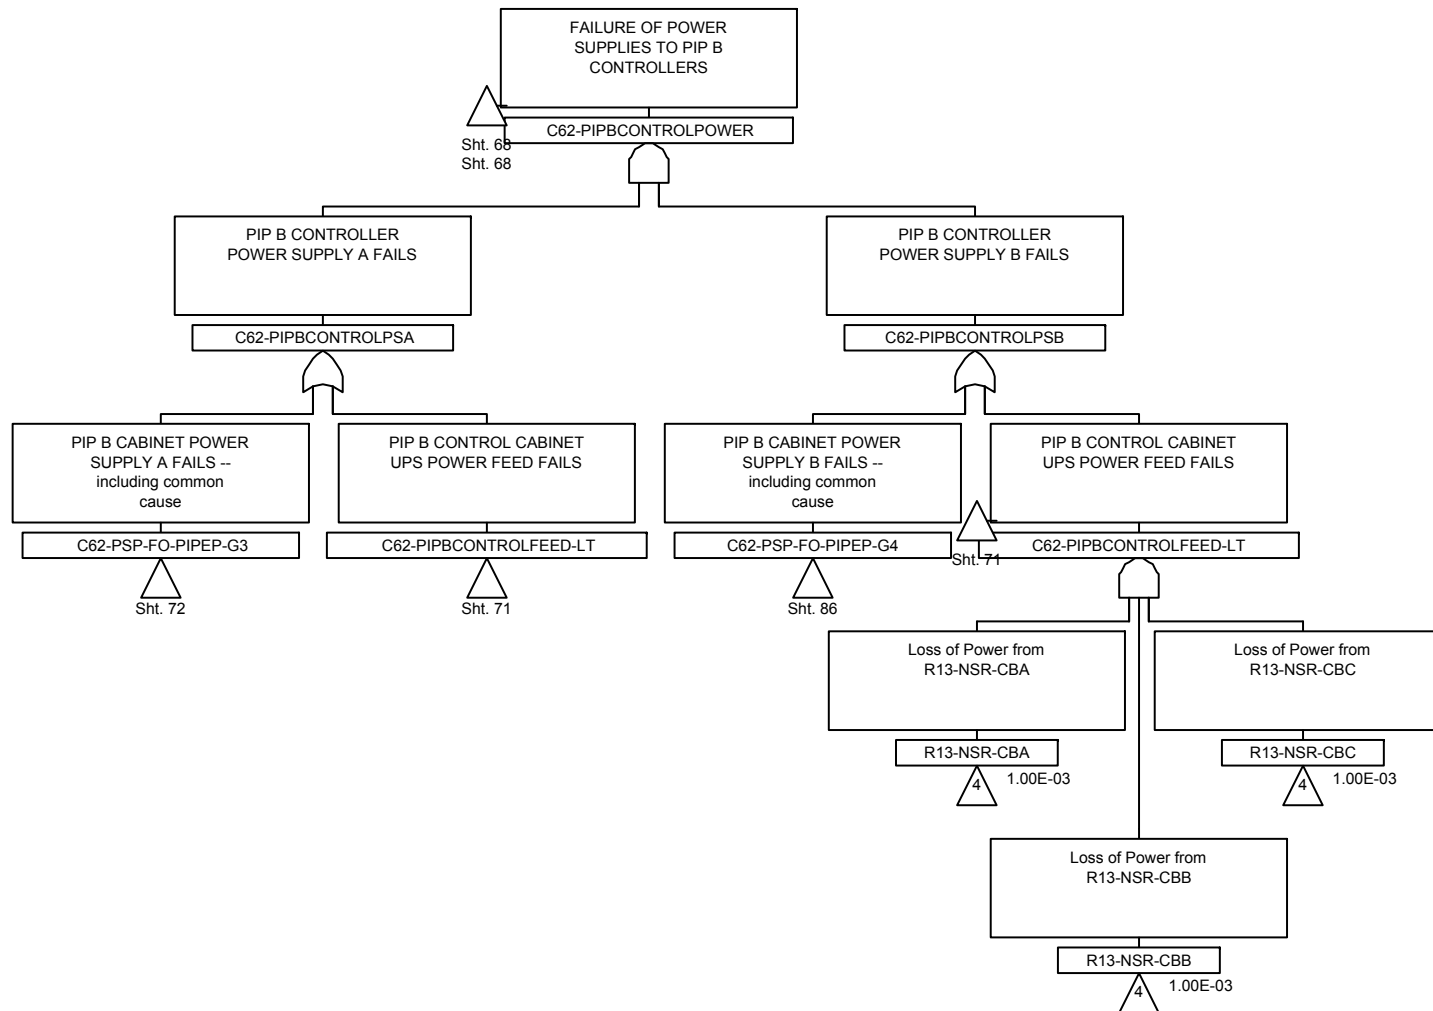 FAILURE OF POWER
SUPPLIES TO PIP B
CONTROLLERS
C62-PIPBCONTROLPOWER
Sht. 68
Sht. 68
PIP B CONTROLLER
POWER SUPPLY A FAILS
C62-PIPBCONTROLPSA
PIP B CONTROLLER
POWER SUPPLY B FAILS
C62-PIPBCONTROLPSB
PIP B CABINET POWER
SUPPLY A FAILS --
including common
cause
C62-PSP-FO-PIPEP-G3
Sht. 72
PIP B CONTROL CABINET
UPS POWER FEED FAILS
C62-PIPBCONTROLFEED-LT
Sht. 71
PIP B CABINET POWER
SUPPLY B FAILS --
including common
cause
C62-PSP-FO-PIPEP-G4
Sht. 86
PIP B CONTROL CABINET
UPS POWER FEED FAILS
C62-PIPBCONTROLFEED-LT
Sht. 71
Loss of Power from
R13-NSR-CBA
R13-NSR-CBA
4
1.00E-03
Loss of Power from
R13-NSR-CBC
R13-NSR-CBC
4
1.00E-03
Loss of Power from
R13-NSR-CBB
R13-NSR-CBB
4
1.00E-03